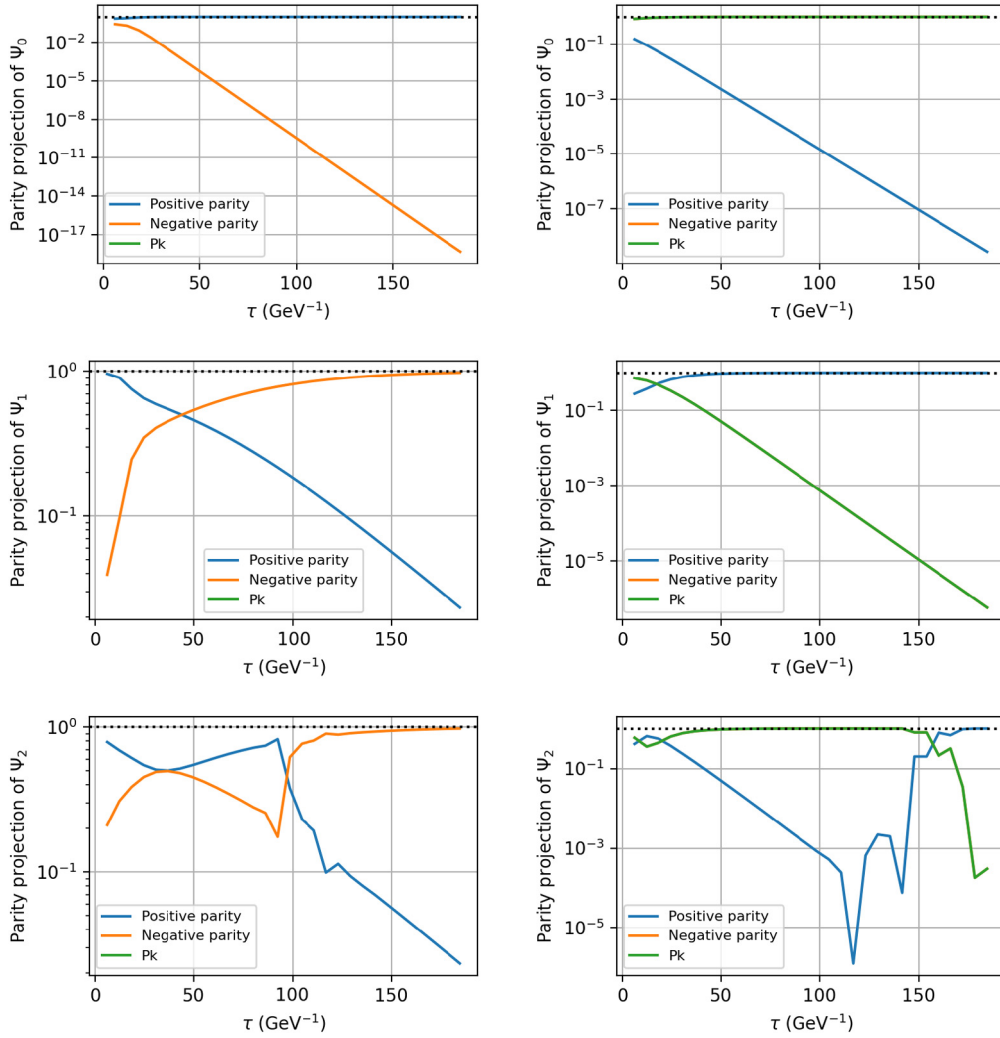 Parity projection of Ψ₀
10⁻²
10⁻⁵
10⁻⁸
10⁻¹¹
10⁻¹⁴
10⁻¹⁷
Positive parity
Negative parity
Pk
0 50 100 150
τ (GeV⁻¹)
Parity projection of Ψ₀
10⁻¹
10⁻³
10⁻⁵
10⁻⁷
Positive parity
Negative parity
Pk
0 50 100 150
τ (GeV⁻¹)
Parity projection of Ψ₁
10⁰
10⁻¹
Positive parity
Negative parity
Pk
0 50 100 150
τ (GeV⁻¹)
Parity projection of Ψ₁
10⁻¹
10⁻³
10⁻⁵
Positive parity
Negative parity
Pk
0 50 100 150
τ (GeV⁻¹)
Parity projection of Ψ₂
10⁰
10⁻¹
Positive parity
Negative parity
Pk
0 50 100 150
τ (GeV⁻¹)
Parity projection of Ψ₂
10⁻¹
10⁻³
10⁻⁵
Positive parity
Negative parity
Pk
0 50 100 150
τ (GeV⁻¹)